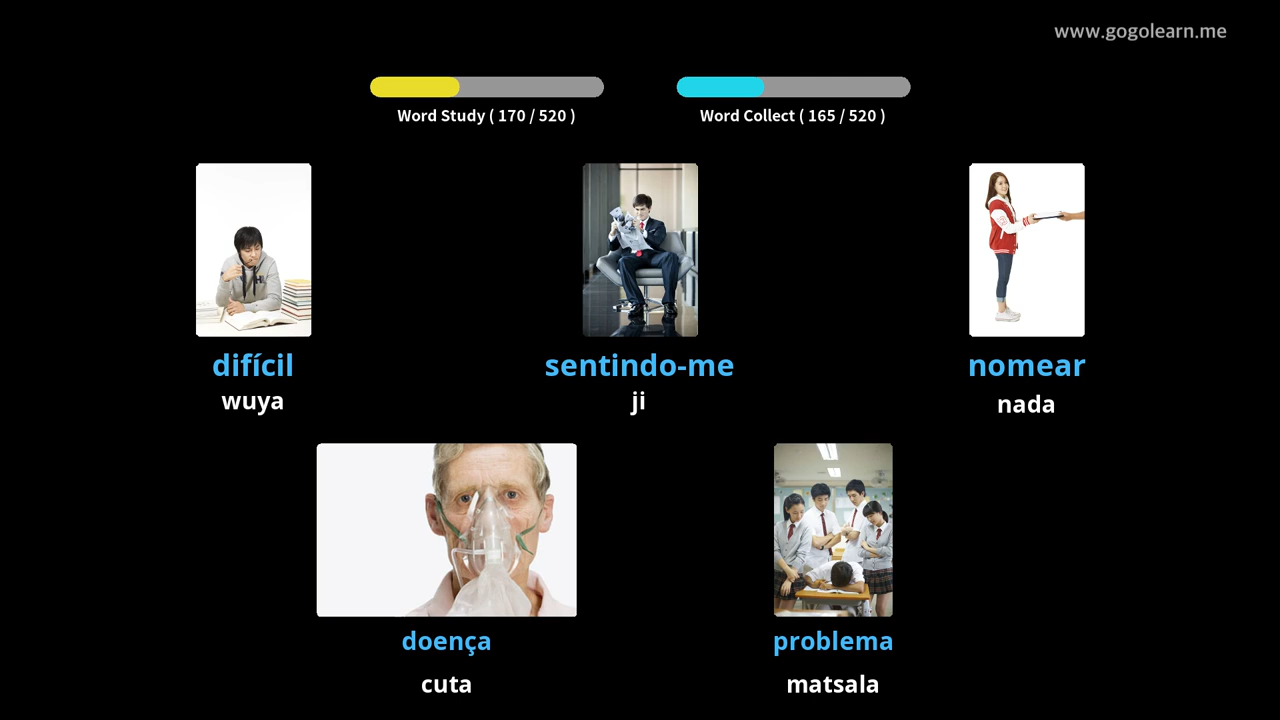 www.gogolearn.me
Word Study ( 170 / 520 )
Word Collect ( 165 / 520 )
difícil
wuya
sentindo-me
ji
nomear
nada
doença
cuta
problema
matsala